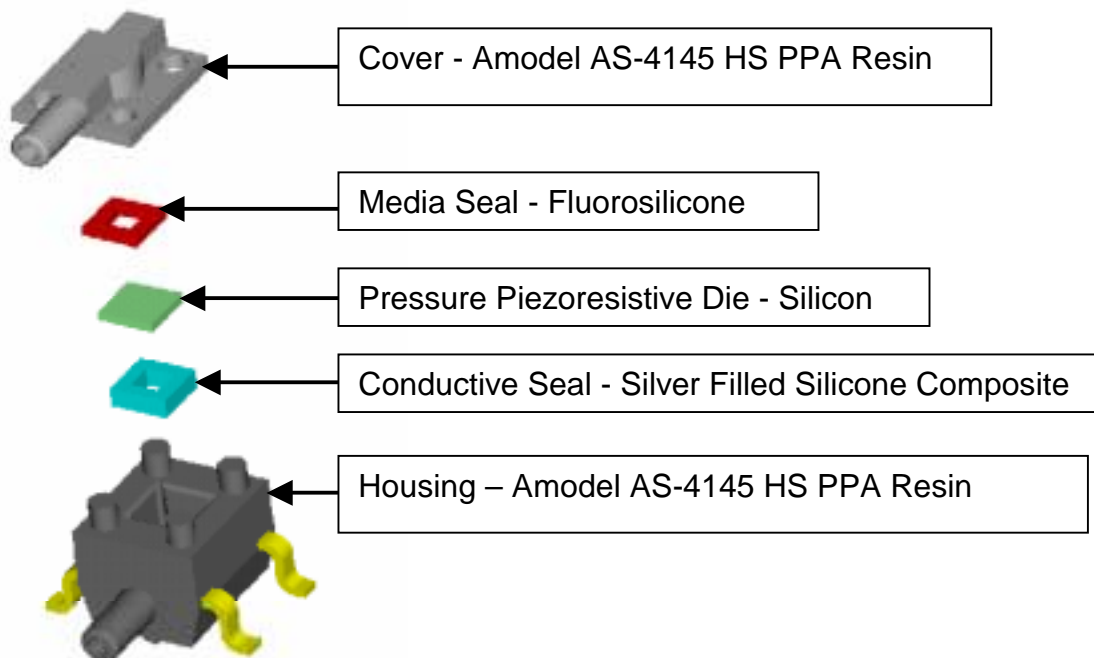 Cover - Amodel AS-4145 HS PPA Resin
Media Seal - Fluorosilicone
Pressure Piezoresistive Die - Silicon
Conductive Seal - Silver Filled Silicone Composite
Housing – Amodel AS-4145 HS PPA Resin